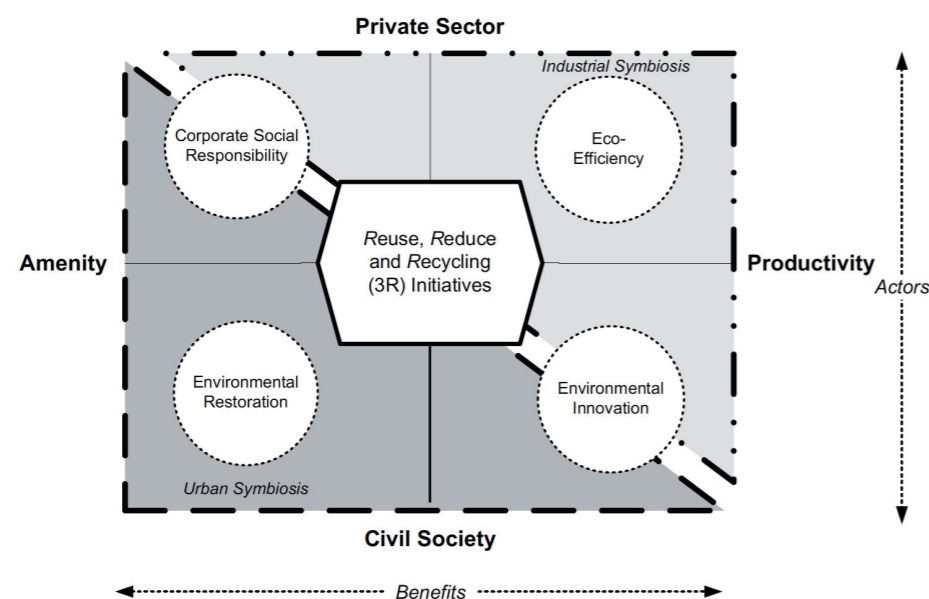 Private Sector
Industrial Symbiosis
Corporate Social
Responsibility
Eco-
Efficiency
Reuse, Reduce
and Recycling
(3R) Initiatives
Amenity
Productivity
Actors
Environmental
Restoration
Environmental
Innovation
Urban Symbiosis
Civil Society
Benefits